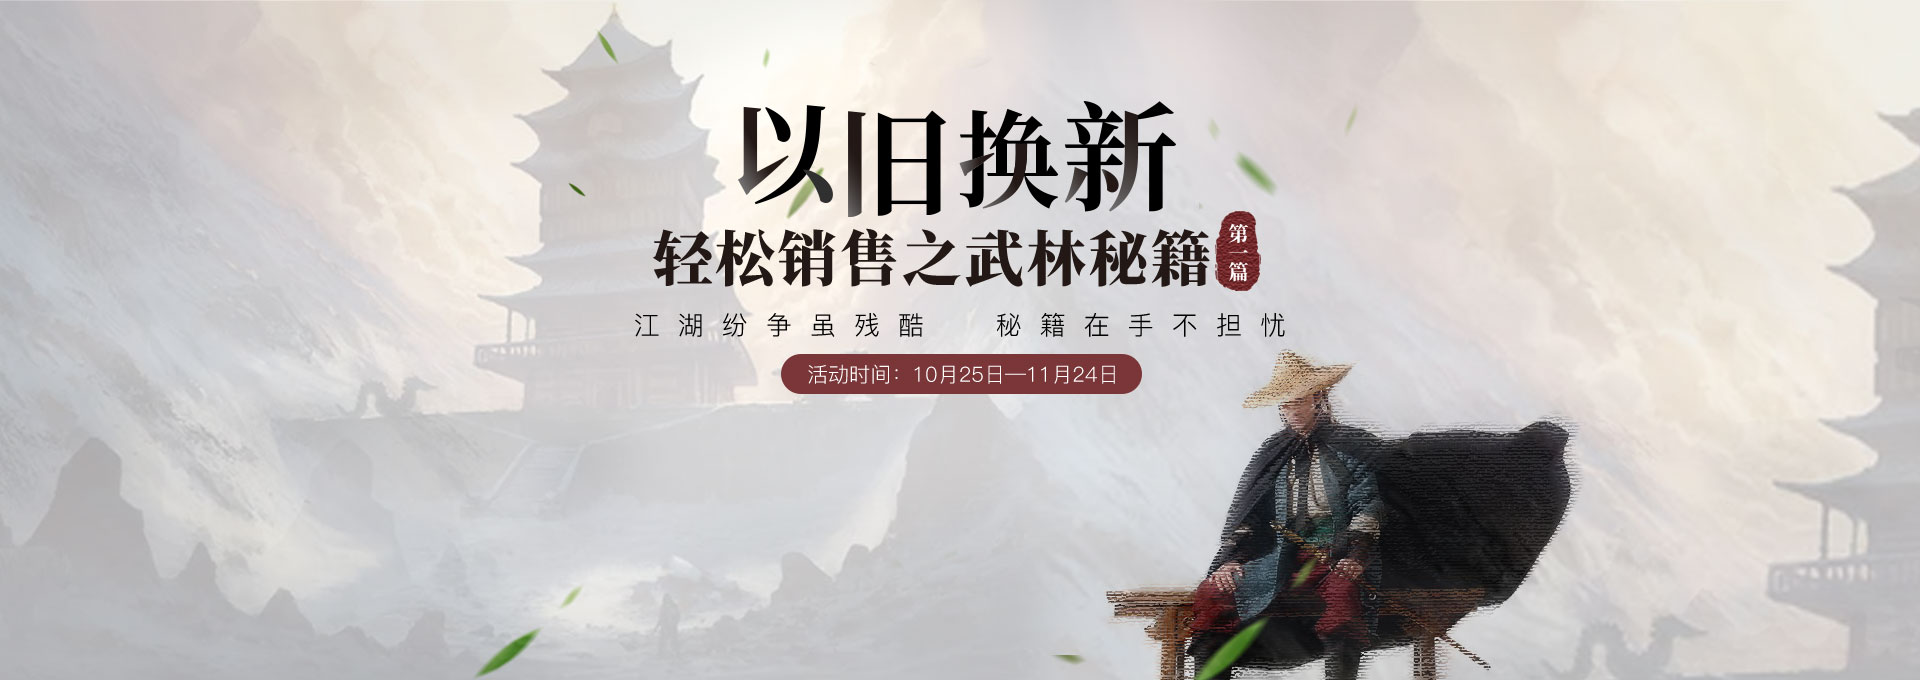 以旧换新
轻松销售之武林秘籍
第一篇
江湖纷争虽残酷 秘籍在手不担忧
活动时间：10月25日—11月24日